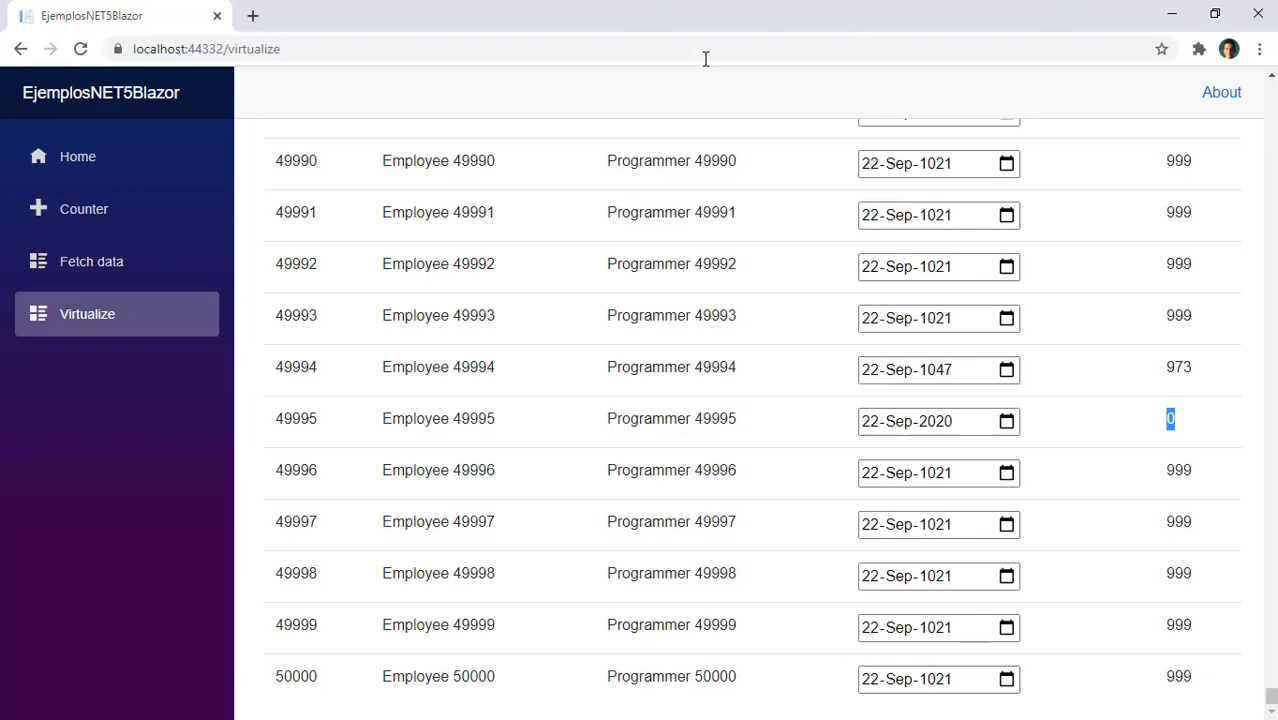 EjemplosNET5Blazor
localhost:44332/virtualize
EjemplosNET5Blazor
About
Home
Counter
Fetch data
Virtualize
49990 Employee 49990 Programmer 49990 22-Sep-1021 999
49991 Employee 49991 Programmer 49991 22-Sep-1021 999
49992 Employee 49992 Programmer 49992 22-Sep-1021 999
49993 Employee 49993 Programmer 49993 22-Sep-1021 999
49994 Employee 49994 Programmer 49994 22-Sep-1047 973
49995 Employee 49995 Programmer 49995 22-Sep-2020 0
49996 Employee 49996 Programmer 49996 22-Sep-1021 999
49997 Employee 49997 Programmer 49997 22-Sep-1021 999
49998 Employee 49998 Programmer 49998 22-Sep-1021 999
49999 Employee 49999 Programmer 49999 22-Sep-1021 999
50000 Employee 50000 Programmer 50000 22-Sep-1021 999